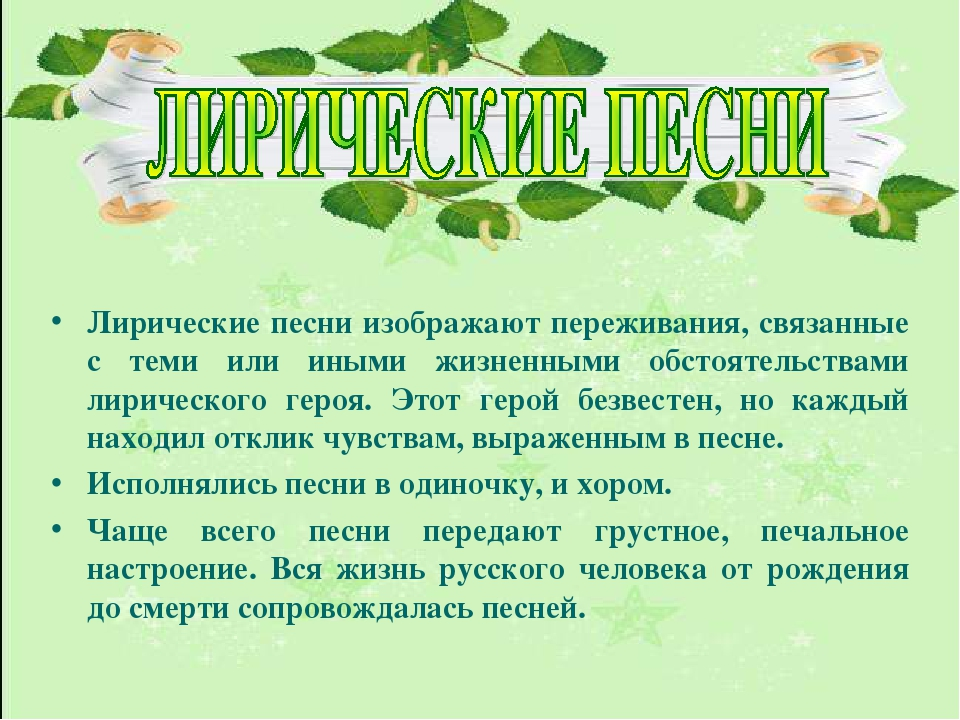 ЛИРИЧЕСКИЕ ПЕСНИ
• Лирические песни изображают переживания, связанные
с теми или иными жизненными обстоятельствами
лирического героя. Этот герой безвестен, но каждый
находил отклик чувствам, выраженным в песне.
• Исполнялись песни в одиночку, и хором.
• Чаще всего песни передают грустное, печальное
настроение. Вся жизнь русского человека от рождения
до смерти сопровождалась песней.